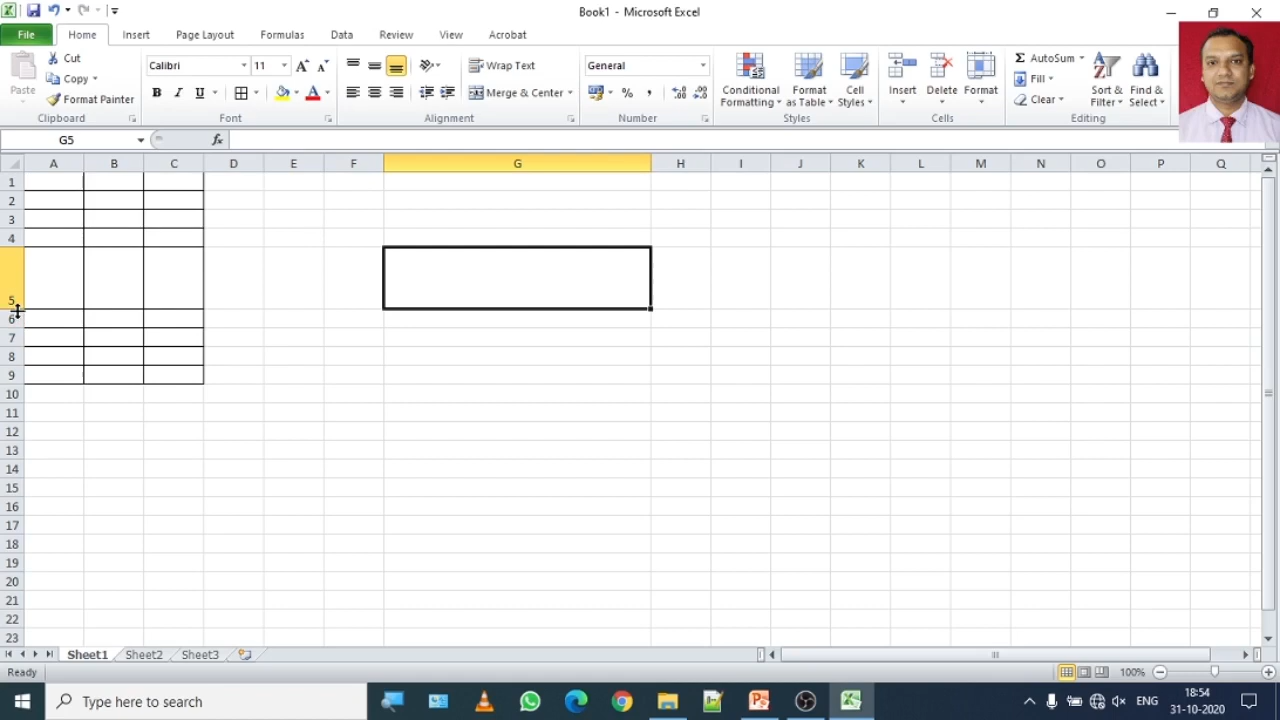 Book1 - Microsoft Excel
File Home Insert Page Layout Formulas Data Review View Acrobat
Cut
Calibri 11 Wrap Text General AutoSum
Paste Copy Fill
Format Painter B I U Merge & Center % , Conditional Formatting Format as Table Cell Styles Insert Delete Format Clear Sort & Filter Find & Select
Clipboard Font Alignment Number Styles Cells Editing
G5 fx
A B C D E F G H I J K L M N O P Q
1
2
3
4
5
6
7
8
9
10
11
12
13
14
15
16
17
18
19
20
21
22
23
Sheet1 Sheet2 Sheet3
Ready 100%
Type here to search ENG 18:54
31-10-2020